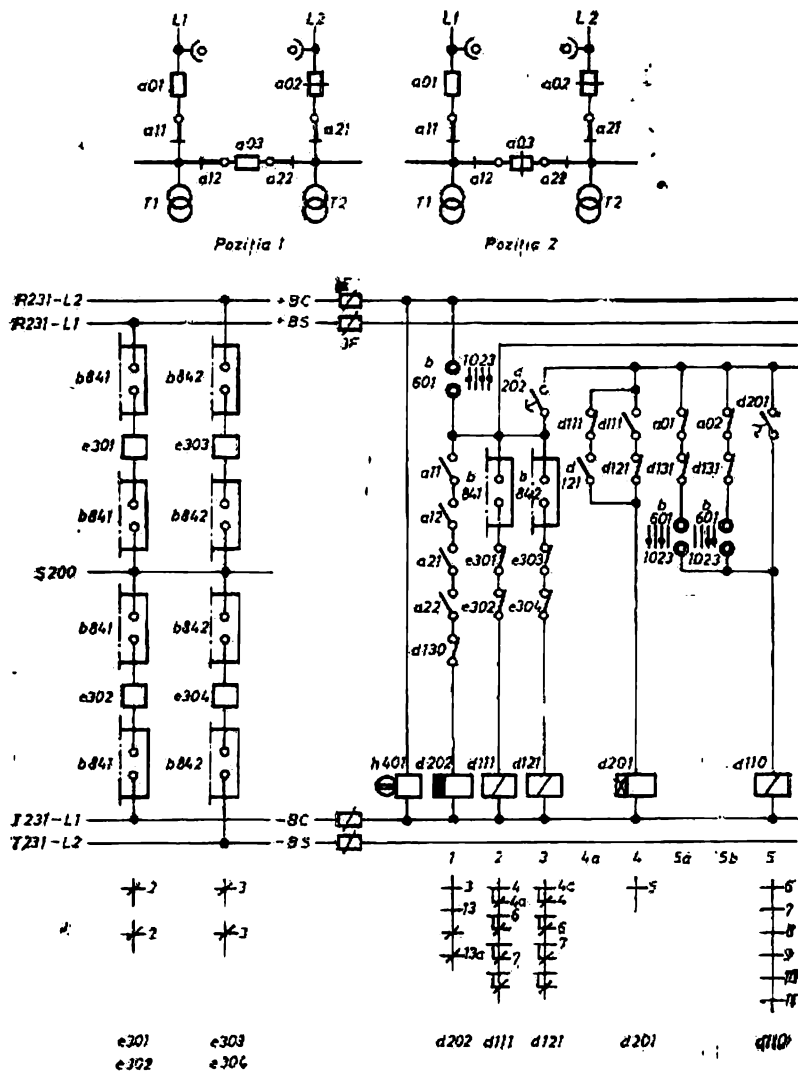 L1 L2 L1 L2
a01 a02 a01 a02
a11 a21 a11 a21
a03 a03
a12 a22 a12 a22
T1 T2 T1 T2
Poziția 1 Poziția 2
R231-L2 +BC
R231-L1 +BS
b841 b842
e301 e303
b841 b842
S200
b841 b842
e302 e304
b841 b842
231-L1 -BC
231-L2 -BS
b 601 1023
d 202
d201
d111 d111 a01 a02
a11
b 841
b 842
d 121
d121 d131 d131
a12
b 601
b 601
1023 1023
a21 e301 e303
a22 e302 e304
d130
h401 d202 d111 d121 d201 d110
1 2 3 4a 4 5a 5b 5
2 3 3 4 4a 5 6
13 4a 4 7
2 3 6 6 8
13a 7 7 9
10
11
e301 e303 d202 d111 d121 d201 d110
e302 e304